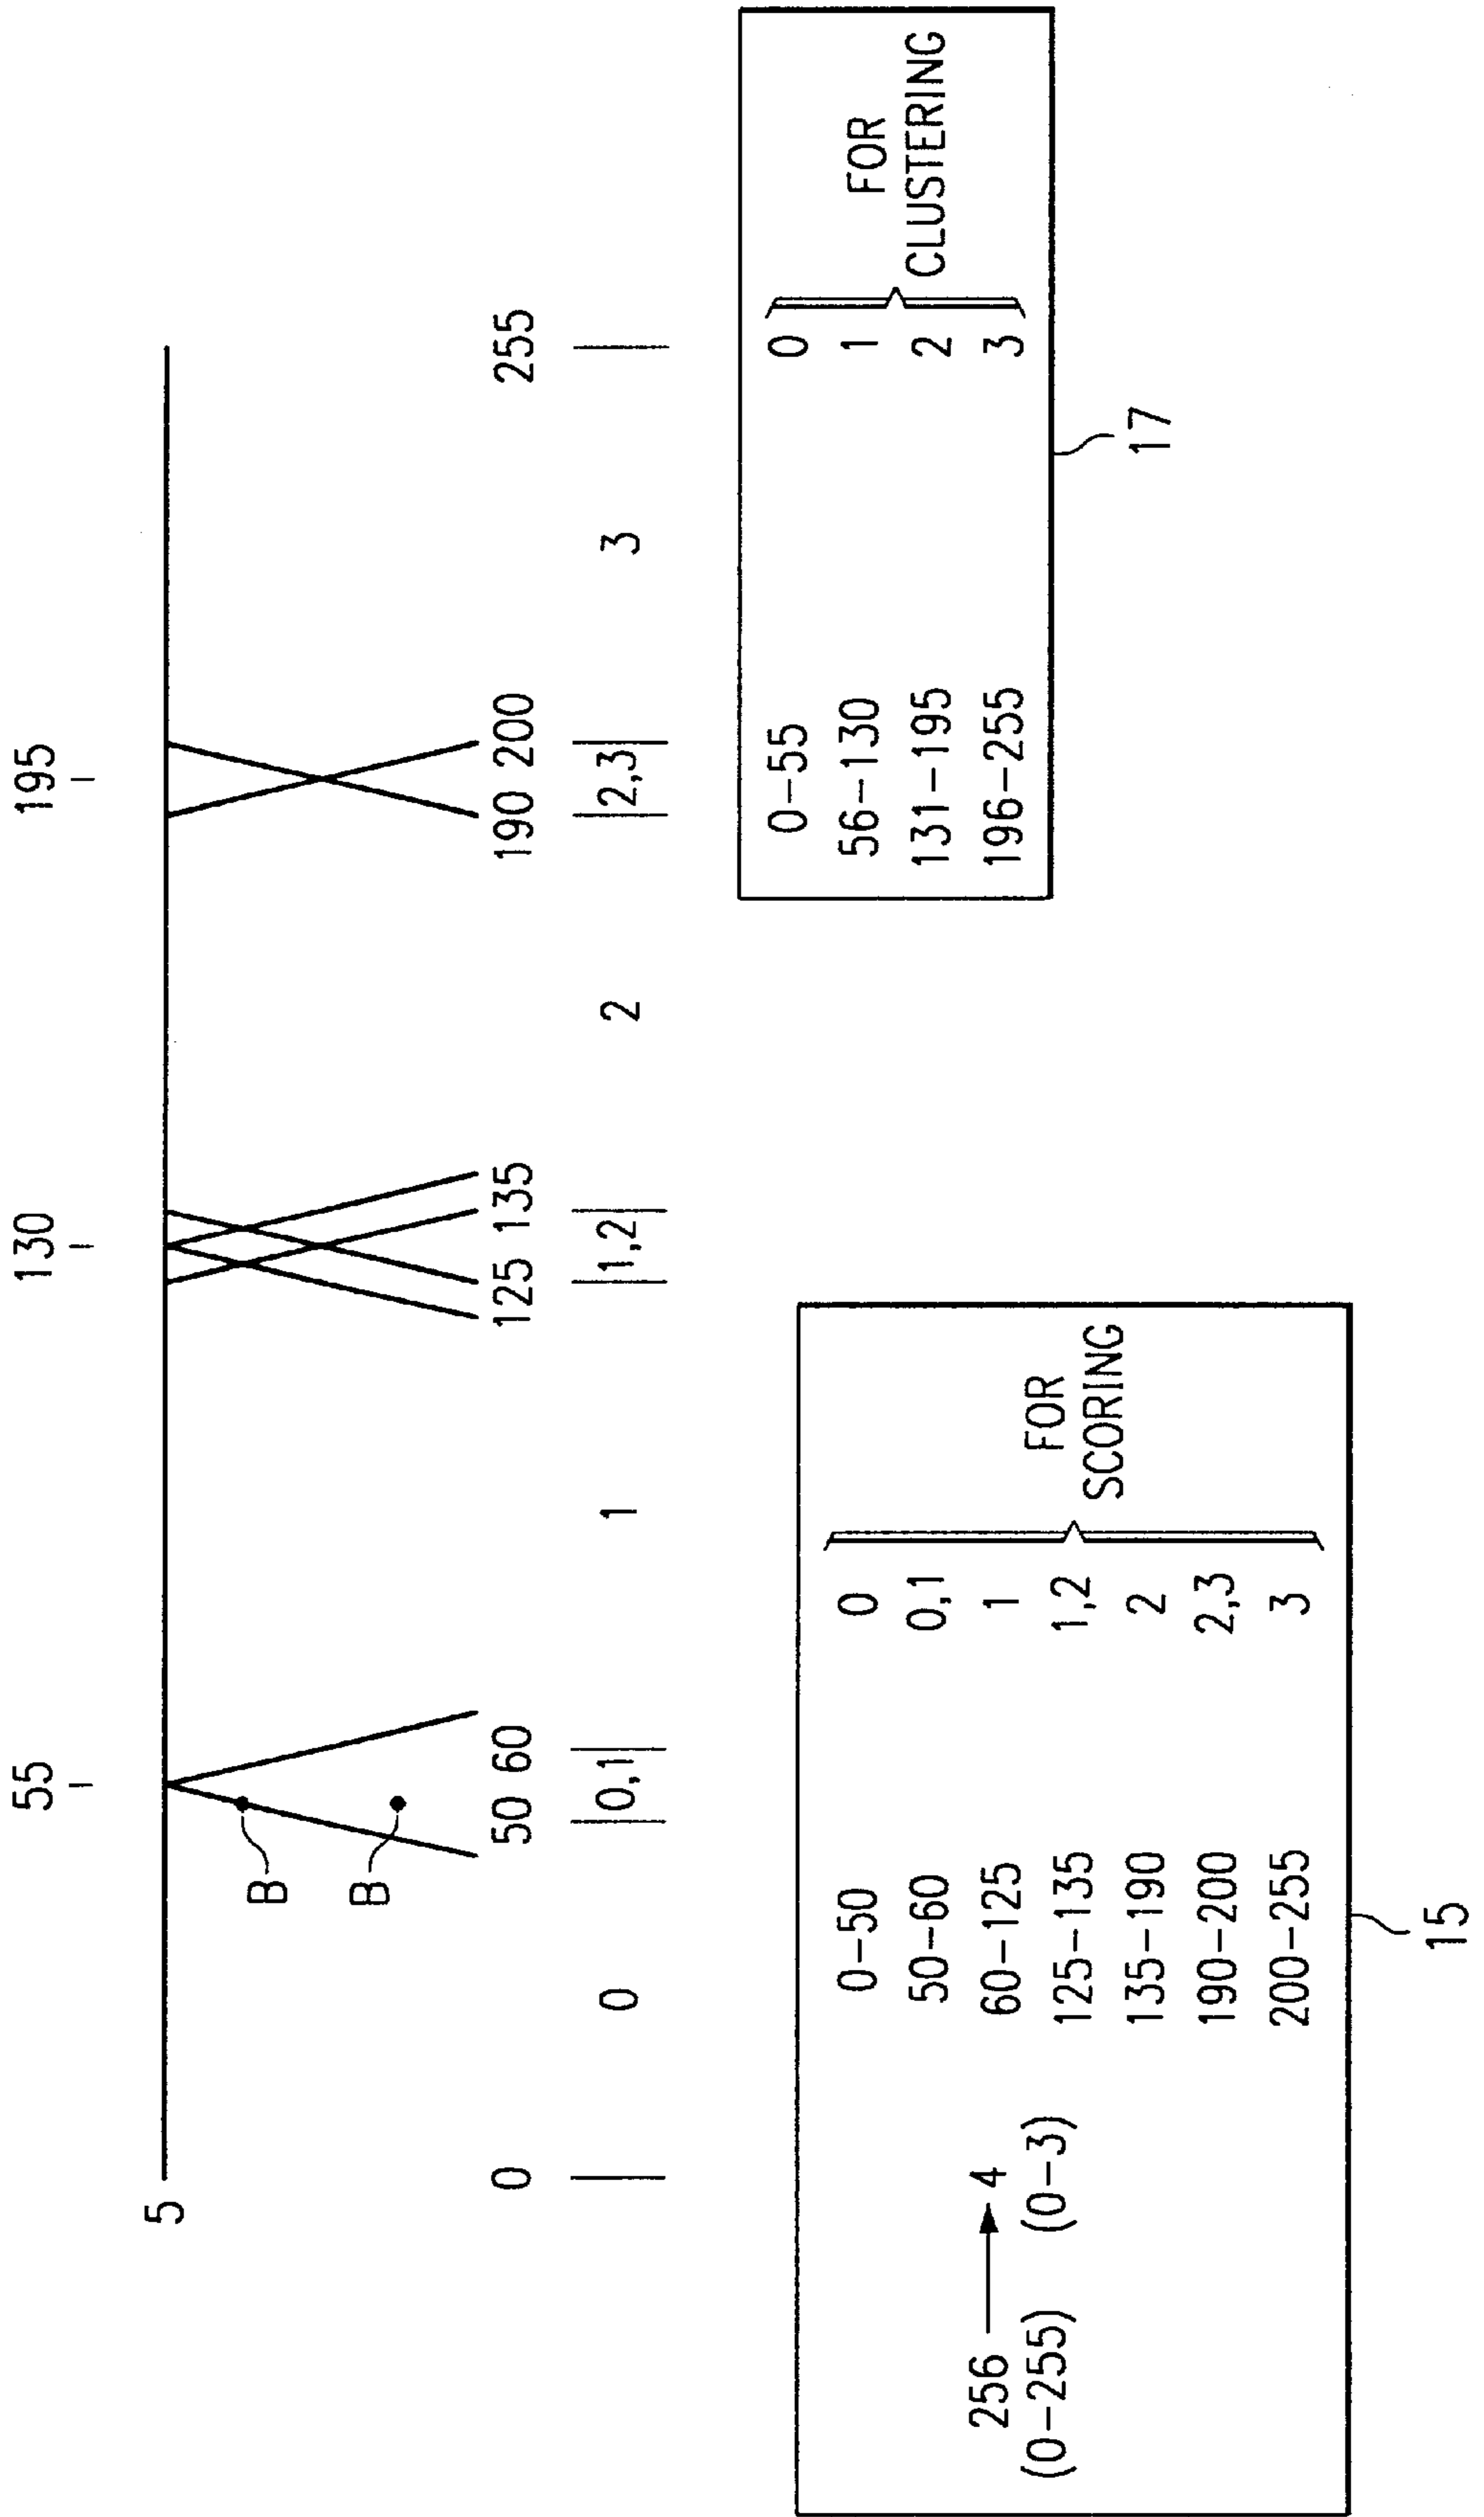 55 130 195
5
B
B
0 50 60 125 135 190 200 255
0 0,1 1 1,2 2 2,3 3
256 → 4
(0-255) (0-3)
0-50 0
50-60 0,1
60-125 1
125-135 1,2
135-190 2
190-200 2,3
200-255 3
FOR
SCORING
15
0-55 0
56-130 1
131-195 2
196-255 3
FOR
CLUSTERING
17